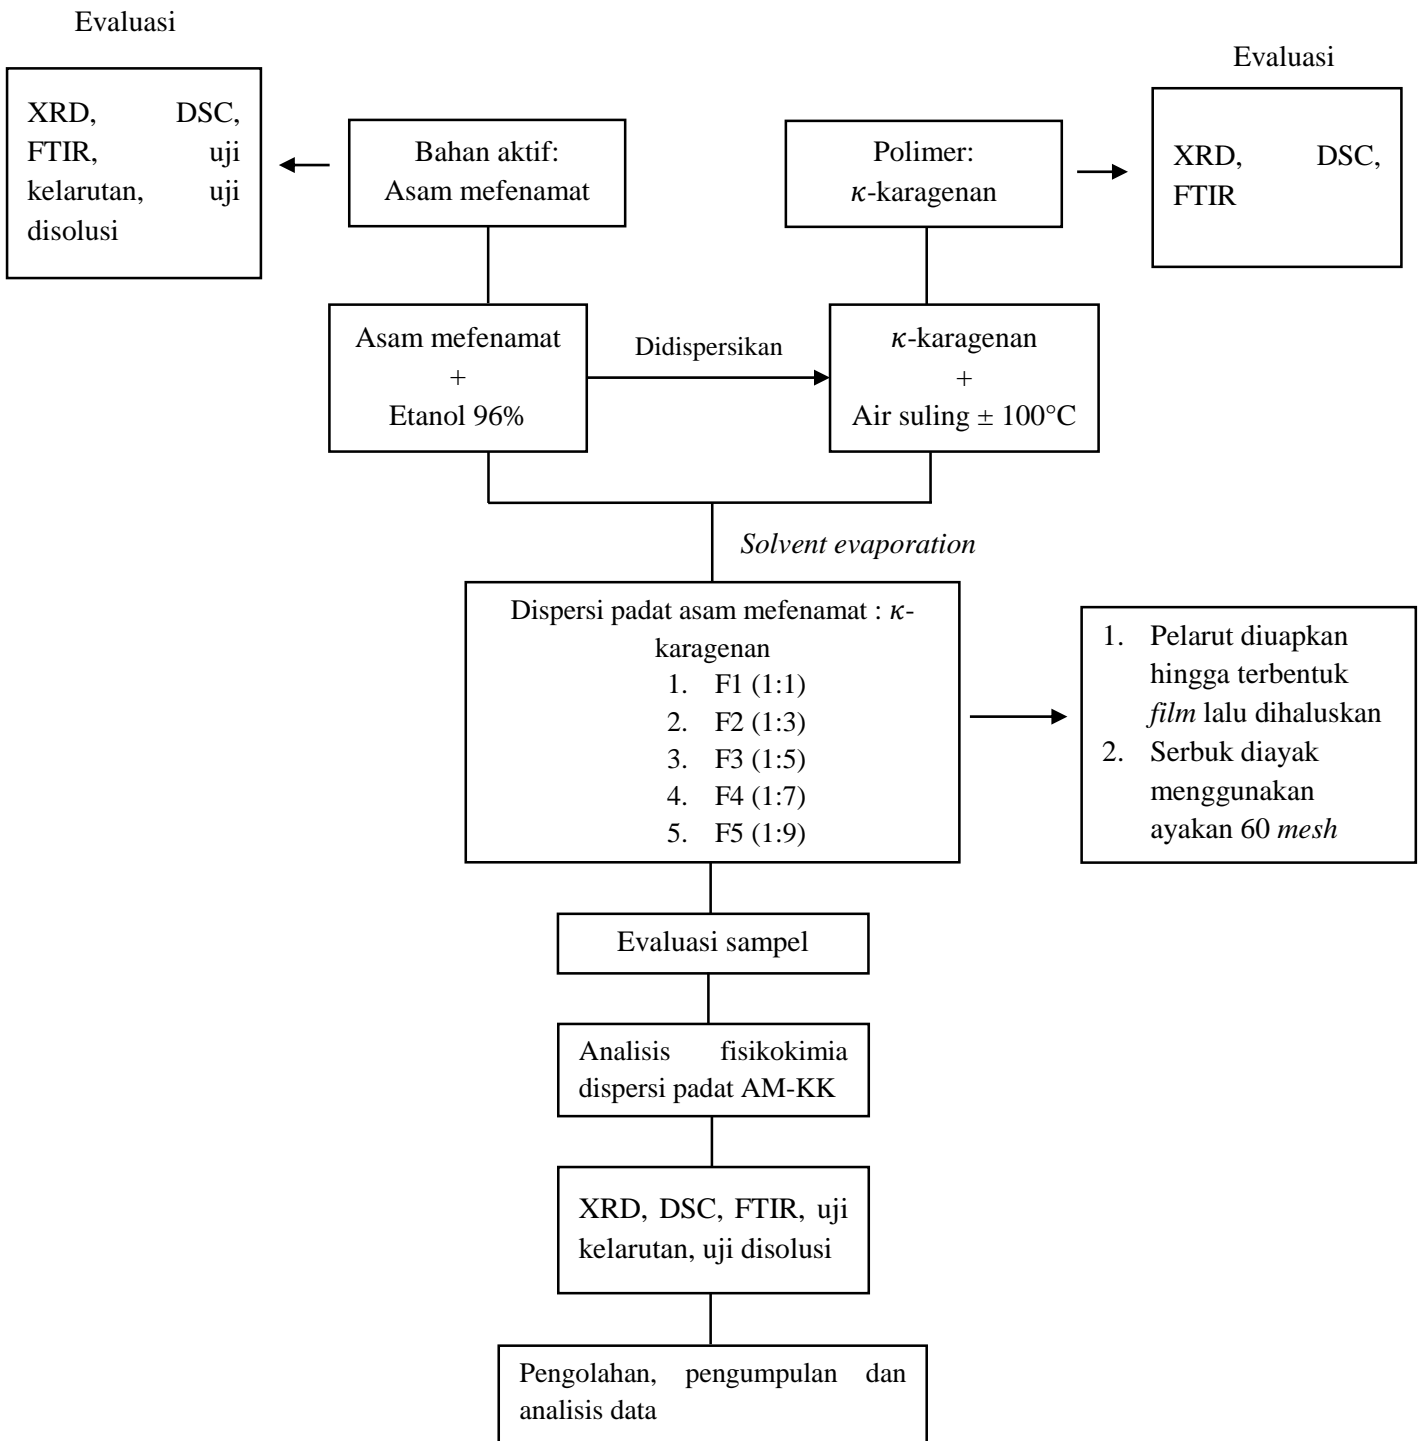 Evaluasi
Evaluasi
XRD, DSC,
FTIR, uji
kelarutan, uji
disolusi
Bahan aktif:
Asam mefenamat
Polimer:
κ-karagenan
XRD, DSC,
FTIR
Asam mefenamat
+
Etanol 96%
Didispersikan
κ-karagenan
+
Air suling ± 100°C
Solvent evaporation
Dispersi padat asam mefenamat : κ-
karagenan
1. F1 (1:1)
2. F2 (1:3)
3. F3 (1:5)
4. F4 (1:7)
5. F5 (1:9)
1. Pelarut diuapkan
hingga terbentuk
film lalu dihaluskan
2. Serbuk diayak
menggunakan
ayakan 60 mesh
Evaluasi sampel
Analisis fisikokimia
dispersi padat AM-KK
XRD, DSC, FTIR, uji
kelarutan, uji disolusi
Pengolahan, pengumpulan dan
analisis data